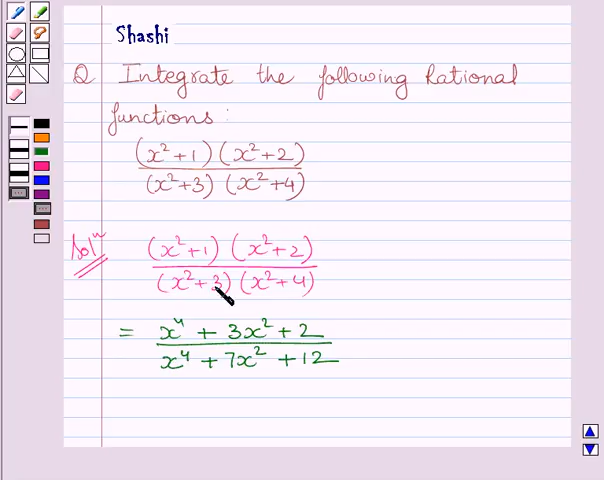 Shashi
Q Integrate the following Rational
functions:
(x²+1)(x²+2)
(x²+3)(x²+4)
Solⁿ (x²+1)(x²+2)
(x²+3)(x²+4)
= x⁴ + 3x² + 2
x⁴ + 7x² + 12